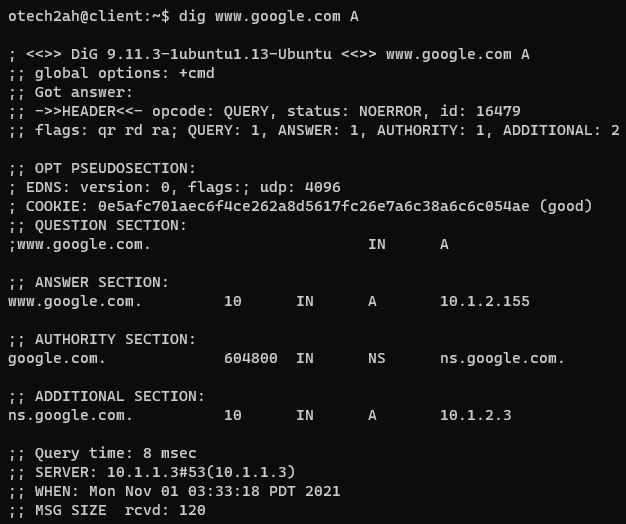 otech2ah@client:~$ dig www.google.com A

; <<>> DiG 9.11.3-1ubuntu1.13-Ubuntu <<>> www.google.com A
;; global options: +cmd
;; Got answer:
;; ->>HEADER<<- opcode: QUERY, status: NOERROR, id: 16479
;; flags: qr rd ra; QUERY: 1, ANSWER: 1, AUTHORITY: 1, ADDITIONAL: 2

;; OPT PSEUDOSECTION:
; EDNS: version: 0, flags:; udp: 4096
; COOKIE: 0e5afc701aec6f4ce262a8d5617fc26e7a6c38a6c6c054ae (good)
;; QUESTION SECTION:
;www.google.com.                        IN      A

;; ANSWER SECTION:
www.google.com.         10      IN      A       10.1.2.155

;; AUTHORITY SECTION:
google.com.             604800  IN      NS      ns.google.com.

;; ADDITIONAL SECTION:
ns.google.com.          10      IN      A       10.1.2.3

;; Query time: 8 msec
;; SERVER: 10.1.1.3#53(10.1.1.3)
;; WHEN: Mon Nov 01 03:33:18 PDT 2021
;; MSG SIZE  rcvd: 120